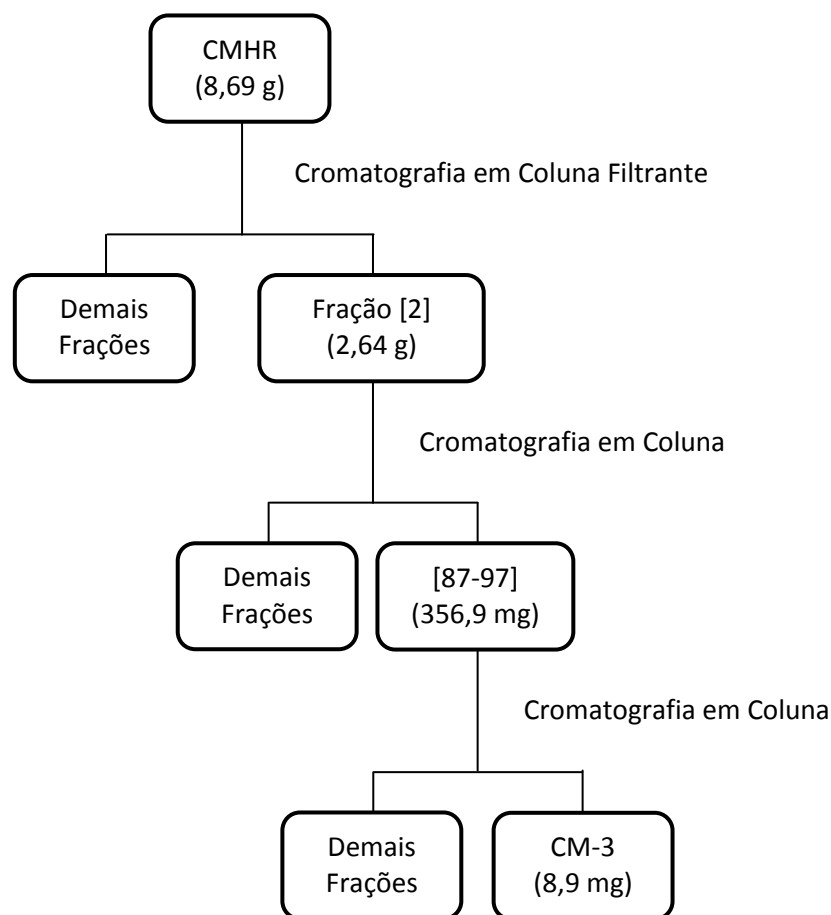 CMHR
(8,69 g)
Cromatografia em Coluna Filtrante
Demais
Frações
Fração [2]
(2,64 g)
Cromatografia em Coluna
Demais
Frações
[87-97]
(356,9 mg)
Cromatografia em Coluna
Demais
Frações
CM-3
(8,9 mg)